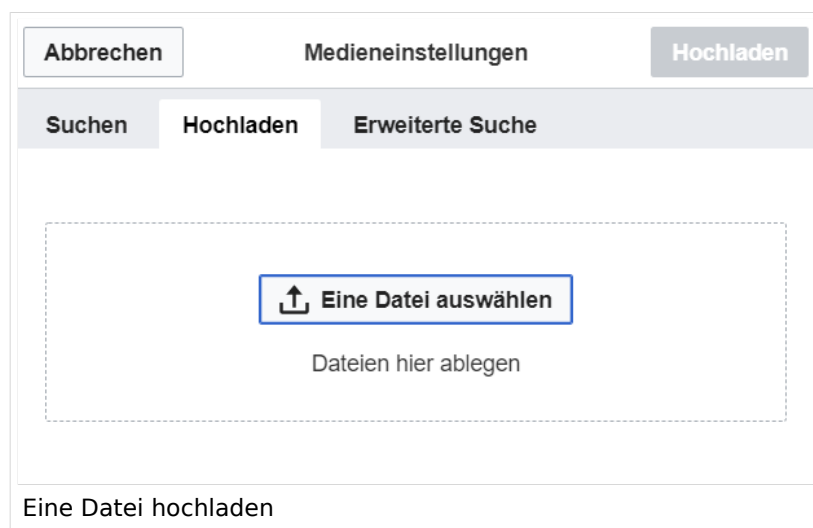 Abbrechen Medieneinstellungen Hochladen
Suchen Hochladen Erweiterte Suche
Eine Datei auswählen
Dateien hier ablegen
Eine Datei hochladen